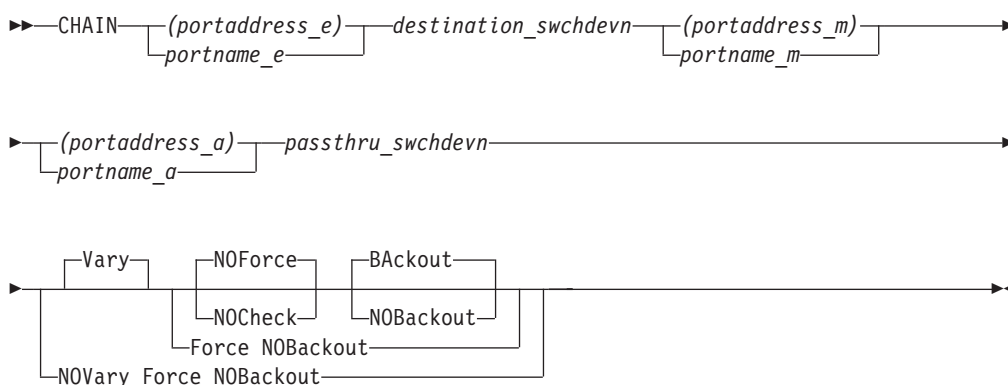 CHAIN (portaddress_e) destination_swchdevn (portaddress_m)
portname_e portname_m
(portaddress_a) passthru_swchdevn
portname_a
Vary NOForce BAckout
NOCheck NOBackout
Force NOBackout
NOVary Force NOBackout